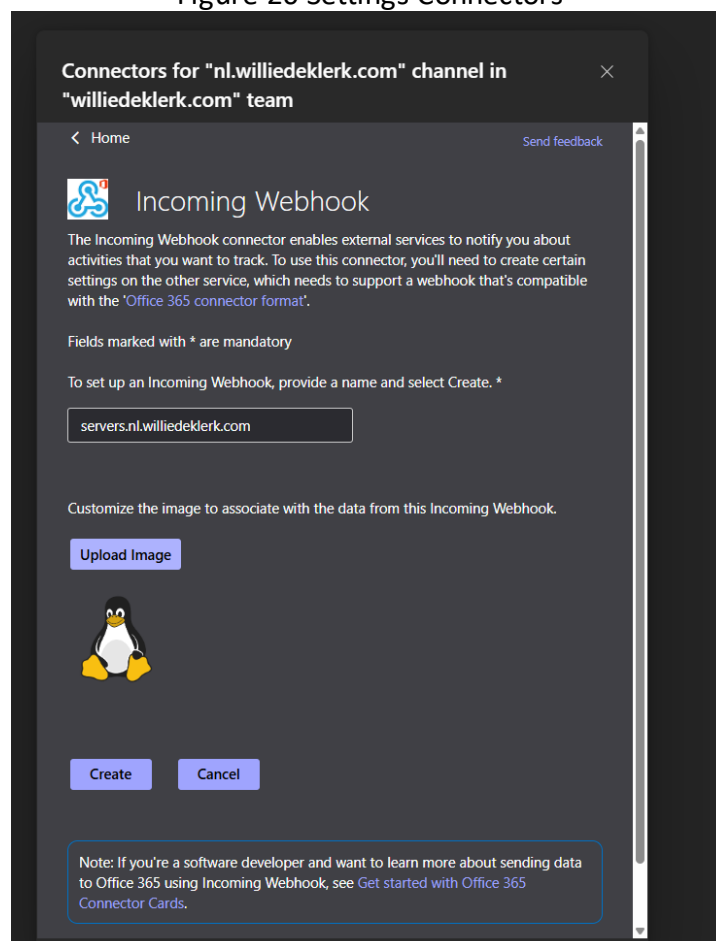 Figure 20 Settings Connectors
Connectors for "nl.williedeklerk.com" channel in
"williedeklerk.com" team
Home
Send feedback
Incoming Webhook
The Incoming Webhook connector enables external services to notify you about
activities that you want to track. To use this connector, you'll need to create certain
settings on the other service, which needs to support a webhook that's compatible
with the 'Office 365 connector format'.
Fields marked with * are mandatory
To set up an Incoming Webhook, provide a name and select Create. *
servers.nl.williedeklerk.com
Customize the image to associate with the data from this Incoming Webhook.
Upload Image
Create
Cancel
Note: If you're a software developer and want to learn more about sending data
to Office 365 using Incoming Webhook, see Get started with Office 365
Connector Cards.